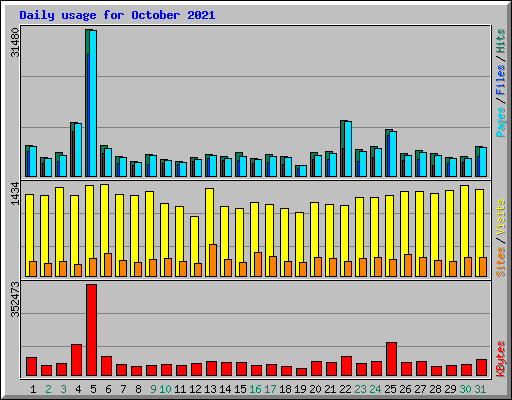 Daily usage for October 2021
31480
Pages / Files / Hits
1434
Sites / Visits
352473
KBytes
1 2 3 4 5 6 7 8 9 10 11 12 13 14 15 16 17 18 19 20 21 22 23 24 25 26 27 28 29 30 31